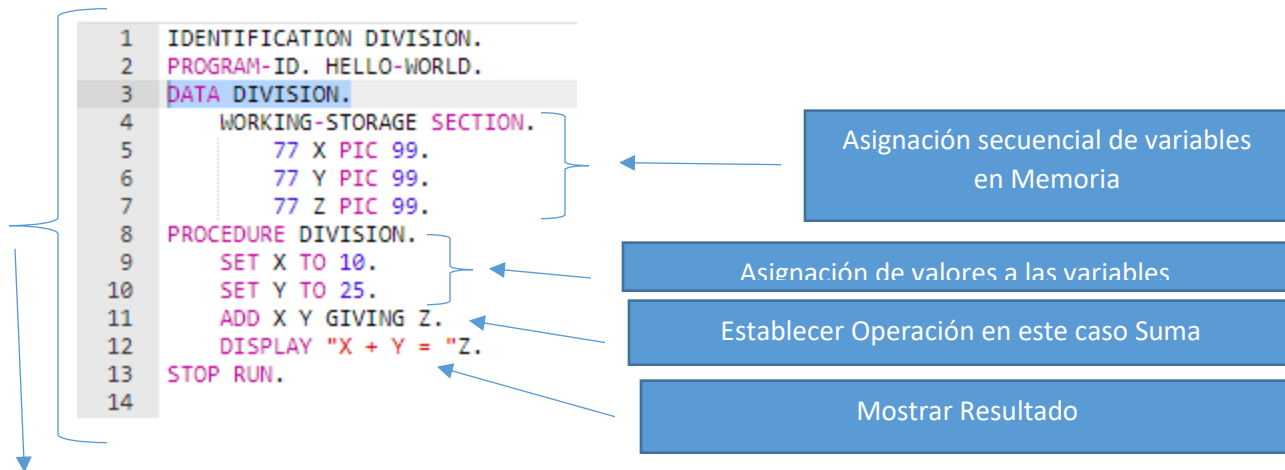 1 IDENTIFICATION DIVISION.
2 PROGRAM-ID. HELLO-WORLD.
3 DATA DIVISION.
4 WORKING-STORAGE SECTION.
5 77 X PIC 99.
6 77 Y PIC 99.
7 77 Z PIC 99.
8 PROCEDURE DIVISION.
9 SET X TO 10.
10 SET Y TO 25.
11 ADD X Y GIVING Z.
12 DISPLAY "X + Y = "Z.
13 STOP RUN.
14
Asignación secuencial de variables
en Memoria
Asignación de valores a las variables
Establecer Operación en este caso Suma
Mostrar Resultado